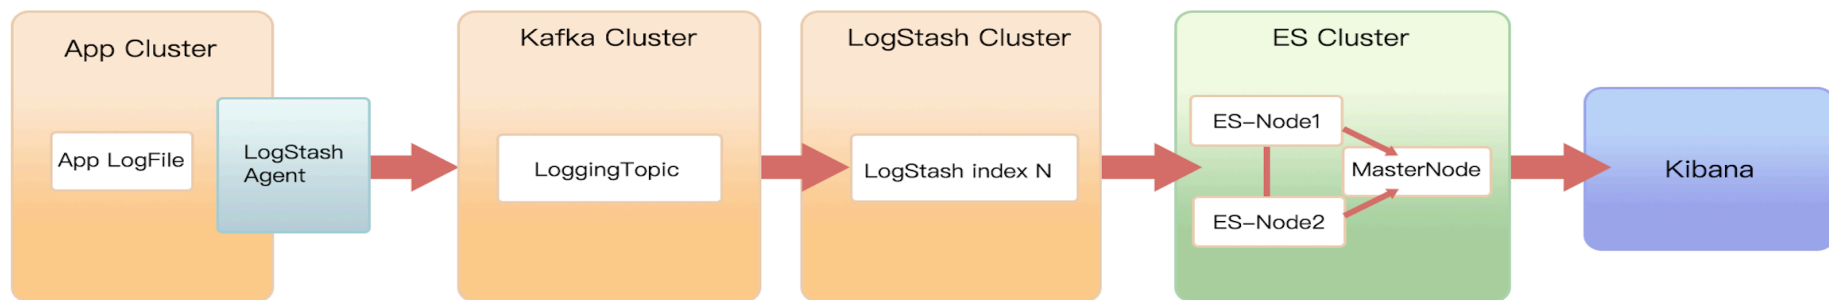 App Cluster
App LogFile
LogStash
Agent
Kafka Cluster
LoggingTopic
LogStash Cluster
LogStash index N
ES Cluster
ES-Node1
MasterNode
ES-Node2
Kibana